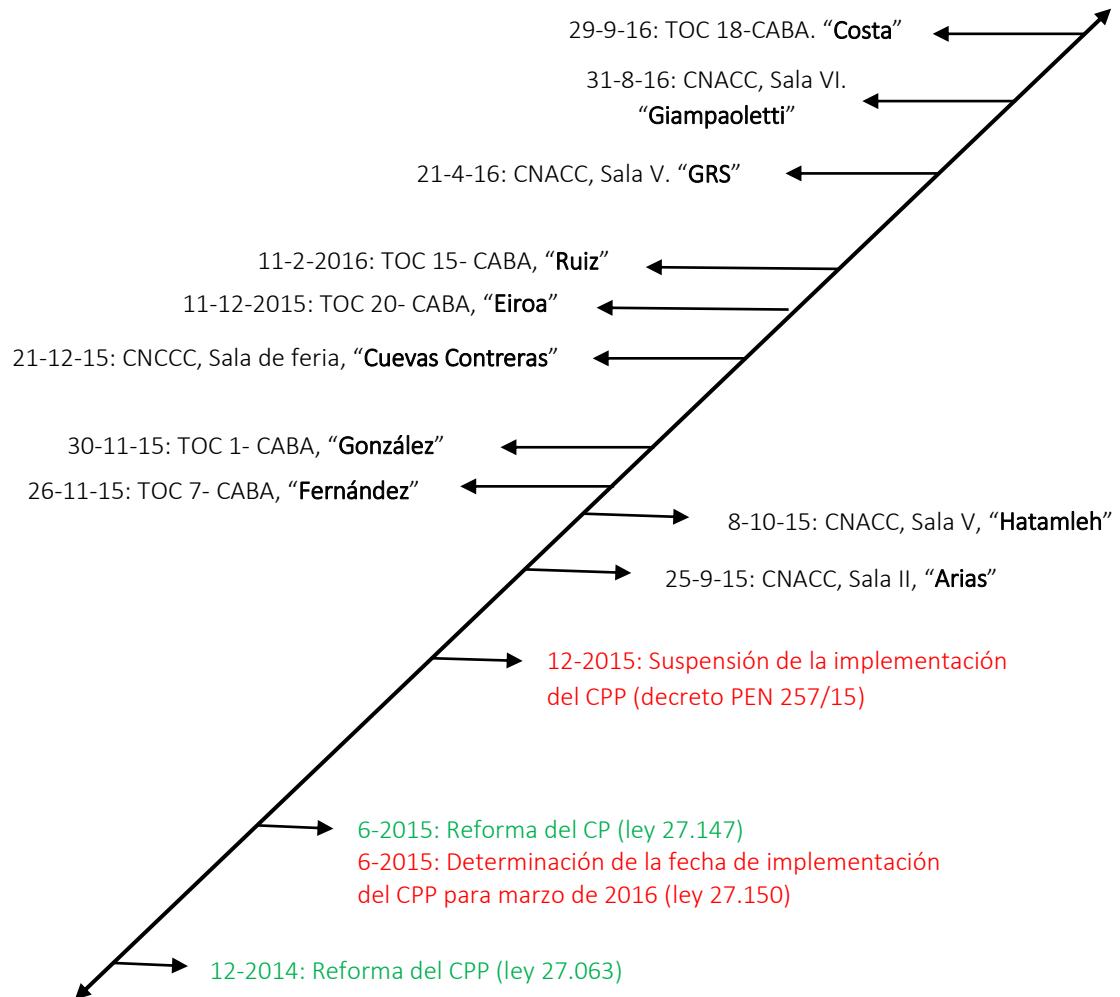 29-9-16: TOC 18-CABA. “Costa”
31-8-16: CNACC, Sala VI.
“Giampaoletti”
21-4-16: CNACC, Sala V. “GRS”
11-2-2016: TOC 15- CABA, “Ruiz”
11-12-2015: TOC 20- CABA, “Eiroa”
21-12-15: CNCCC, Sala de feria, “Cuevas Contreras”
30-11-15: TOC 1- CABA, “González”
26-11-15: TOC 7- CABA, “Fernández”
8-10-15: CNACC, Sala V, “Hatamleh”
25-9-15: CNACC, Sala II, “Arias”
12-2015: Suspensión de la implementación
del CPP (decreto PEN 257/15)
6-2015: Reforma del CP (ley 27.147)
6-2015: Determinación de la fecha de implementación
del CPP para marzo de 2016 (ley 27.150)
12-2014: Reforma del CPP (ley 27.063)